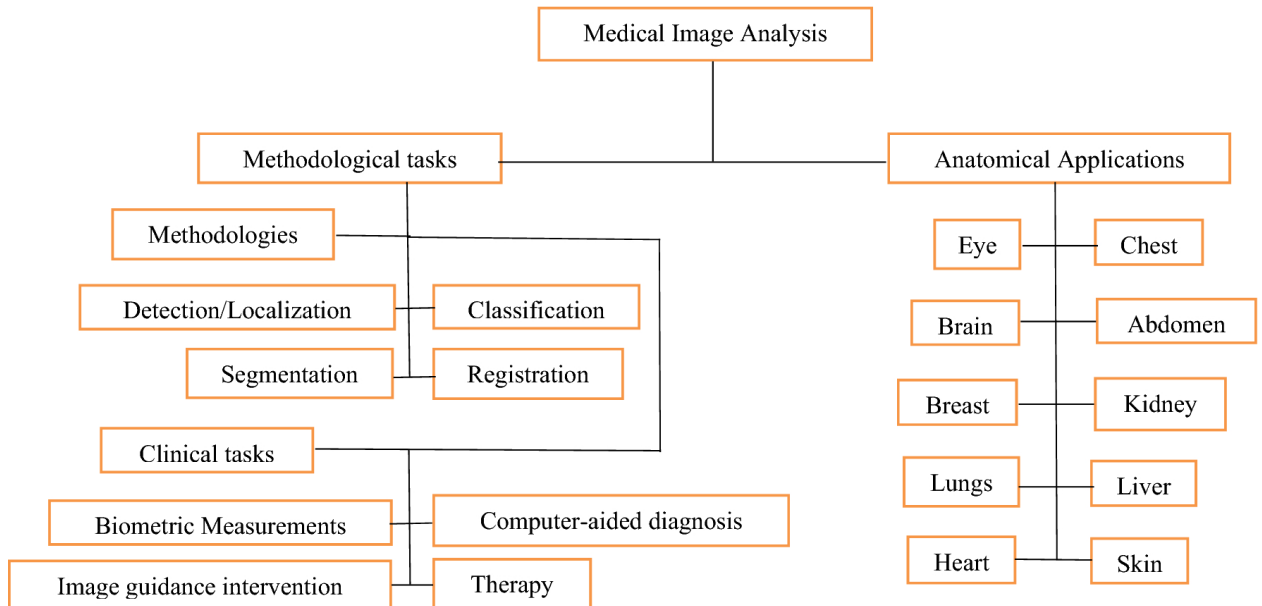 Medical Image Analysis
Methodological tasks
Anatomical Applications
Methodologies
Detection/Localization
Classification
Segmentation
Registration
Clinical tasks
Biometric Measurements
Computer-aided diagnosis
Image guidance intervention
Therapy
Eye
Chest
Brain
Abdomen
Breast
Kidney
Lungs
Liver
Heart
Skin